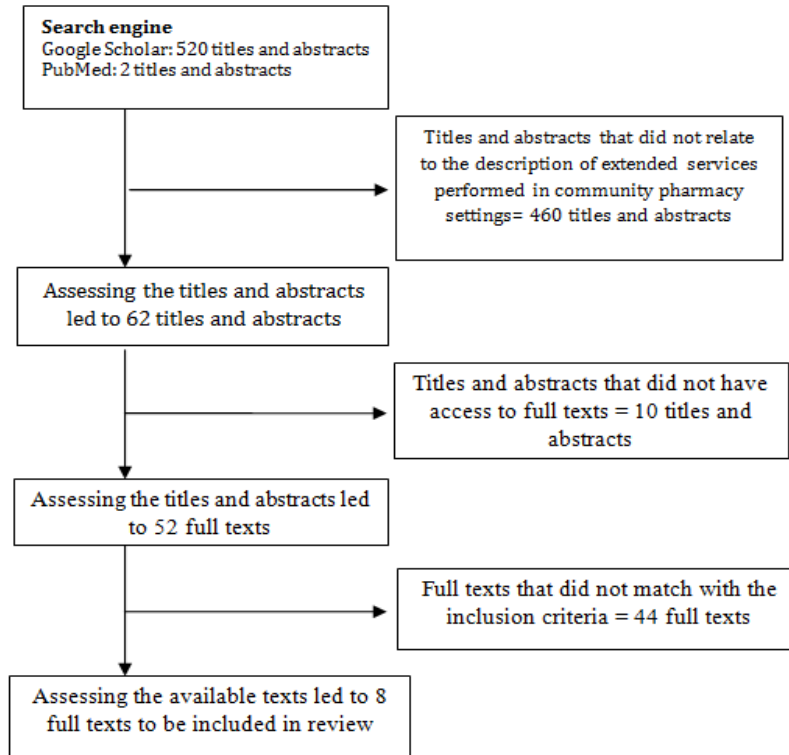 Search engine
Google Scholar: 520 titles and abstracts
PubMed: 2 titles and abstracts
Titles and abstracts that did not relate
to the description of extended services
performed in community pharmacy
settings= 460 titles and abstracts
Assessing the titles and abstracts
led to 62 titles and abstracts
Titles and abstracts that did not have
access to full texts = 10 titles and
abstracts
Assessing the titles and abstracts led
to 52 full texts
Full texts that did not match with the
inclusion criteria = 44 full texts
Assessing the available texts led to 8
full texts to be included in review